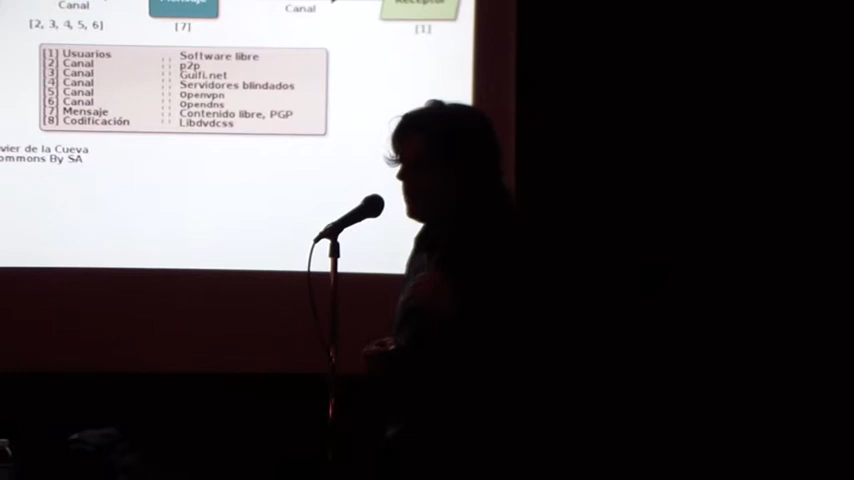 Canal
Mensaje
Canal
Receptor
[2, 3, 4, 5, 6]
[7]
[1]
[1] Usuarios :: Software libre
[2] Canal :: p2p
[3] Canal :: Guifi.net
[4] Canal :: Servidores blindados
[5] Canal :: Openvpn
[6] Canal :: Opendns
[7] Mensaje :: Contenido libre, PGP
[8] Codificación :: Libdvdcss
vier de la Cueva
ommons By SA